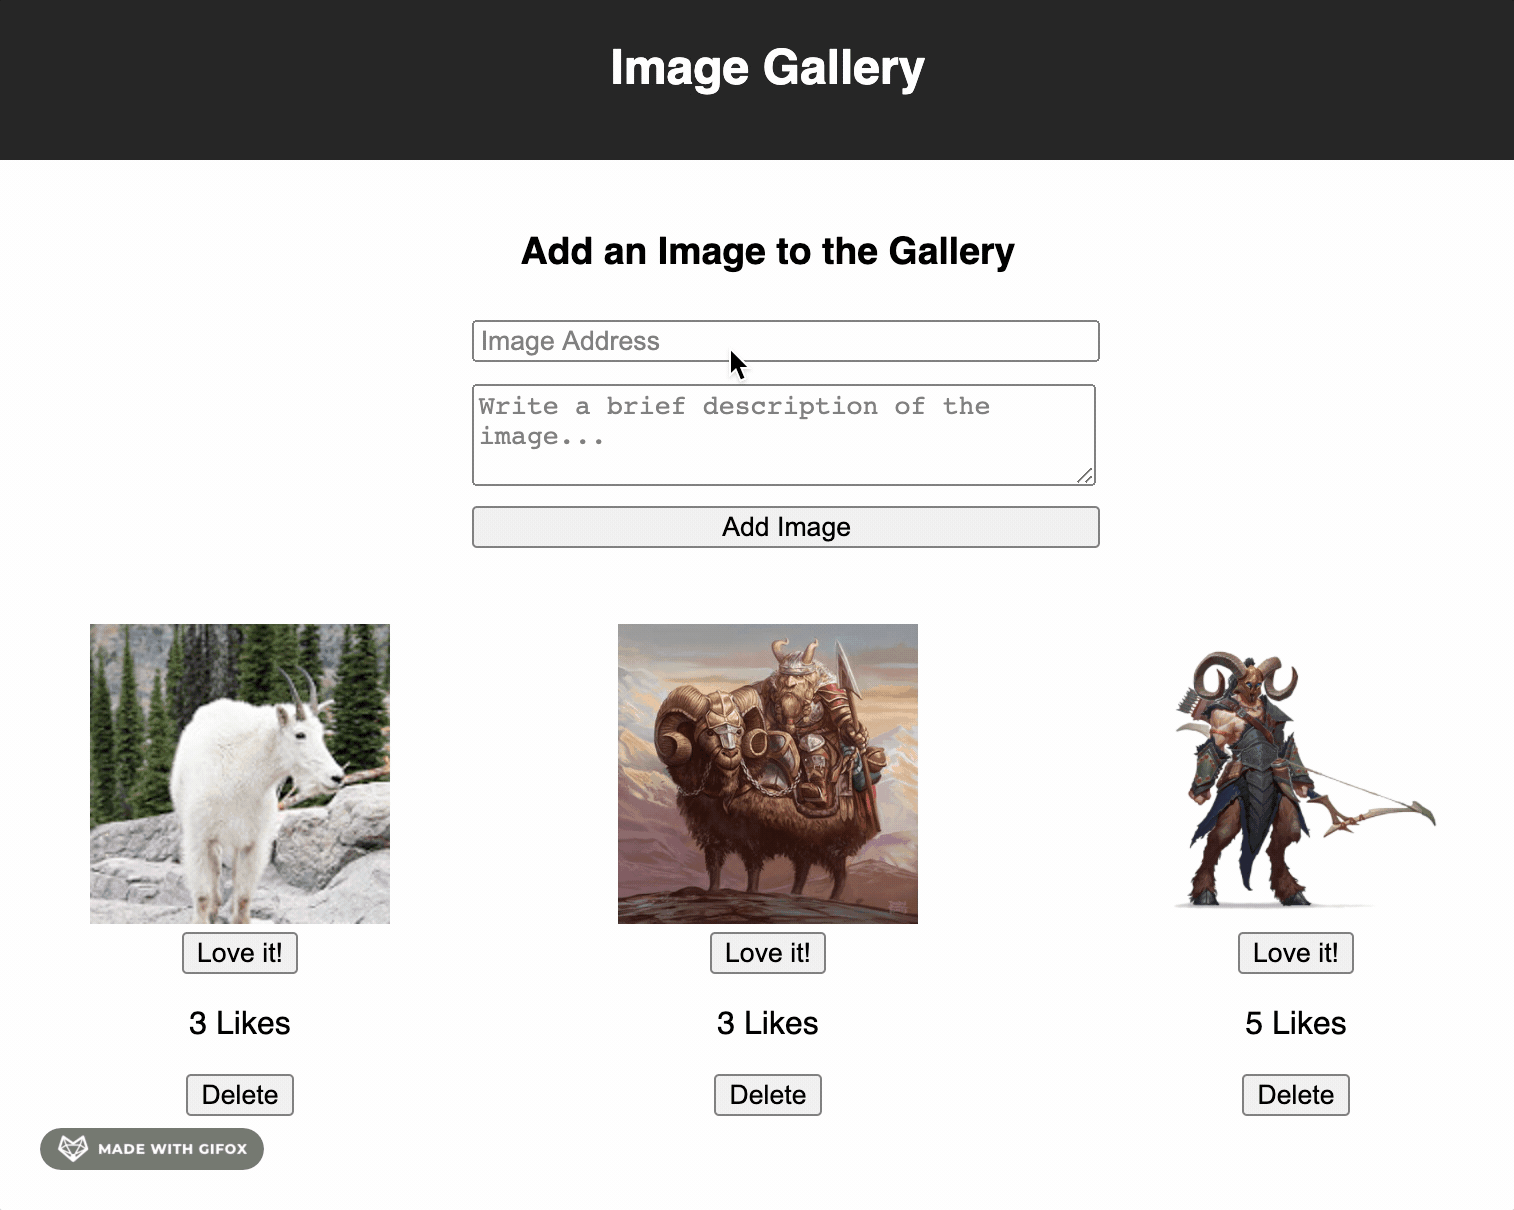 Image Gallery
Add an Image to the Gallery
Image Address
Write a brief description of the
image...
Add Image
Love it!
Love it!
Love it!
3 Likes
3 Likes
5 Likes
Delete
Delete
Delete
MADE WITH GIFOX